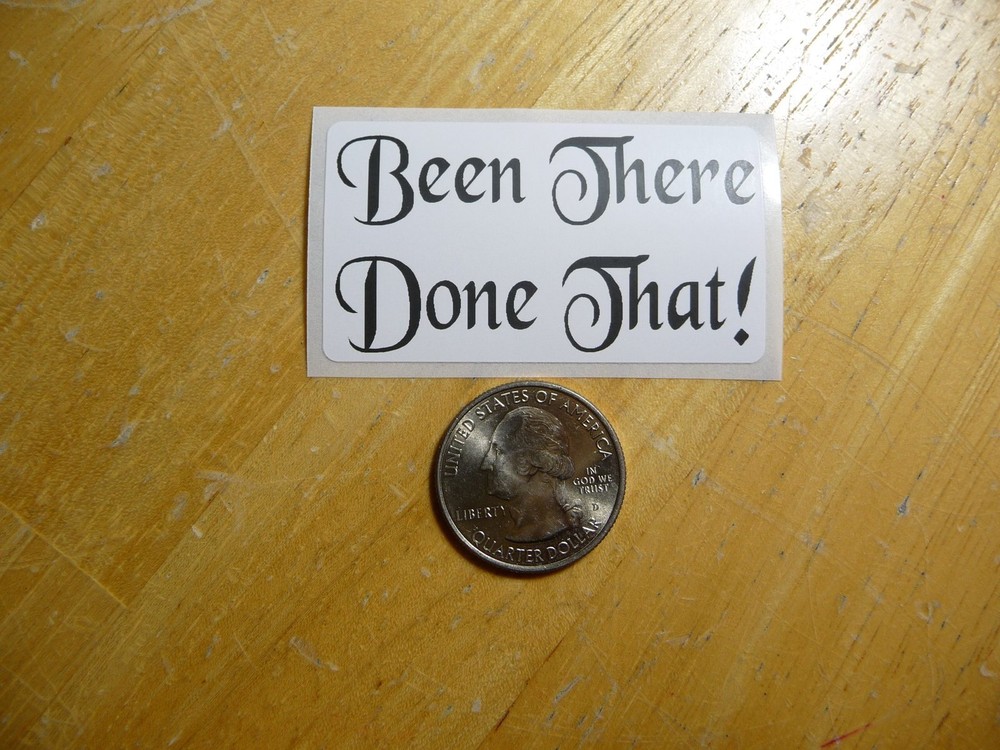 Been There
Done That!
UNITED STATES OF AMERICA
IN
GOD WE
TRUST
D
LIBERTY
QUARTER DOLLAR